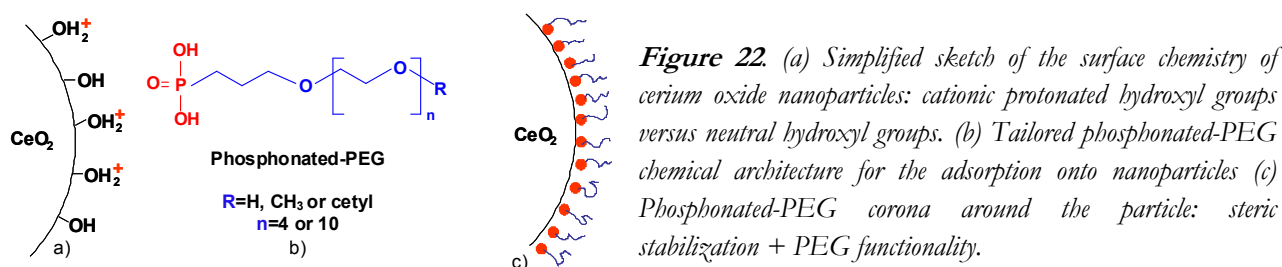 OH2+
OH
CeO2
OH2+
OH2+
OH
a)
OH
O=P
OH
O
O
R
n
Phosphonated-PEG
R=H, CH3 or cetyl
n=4 or 10
b)
CeO2
c)
Figure 22. (a) Simplified sketch of the surface chemistry of
cerium oxide nanoparticles: cationic protonated hydroxyl groups
versus neutral hydroxyl groups. (b) Tailored phosphonated-PEG
chemical architecture for the adsorption onto nanoparticles (c)
Phosphonated-PEG corona around the particle: steric
stabilization + PEG functionality.